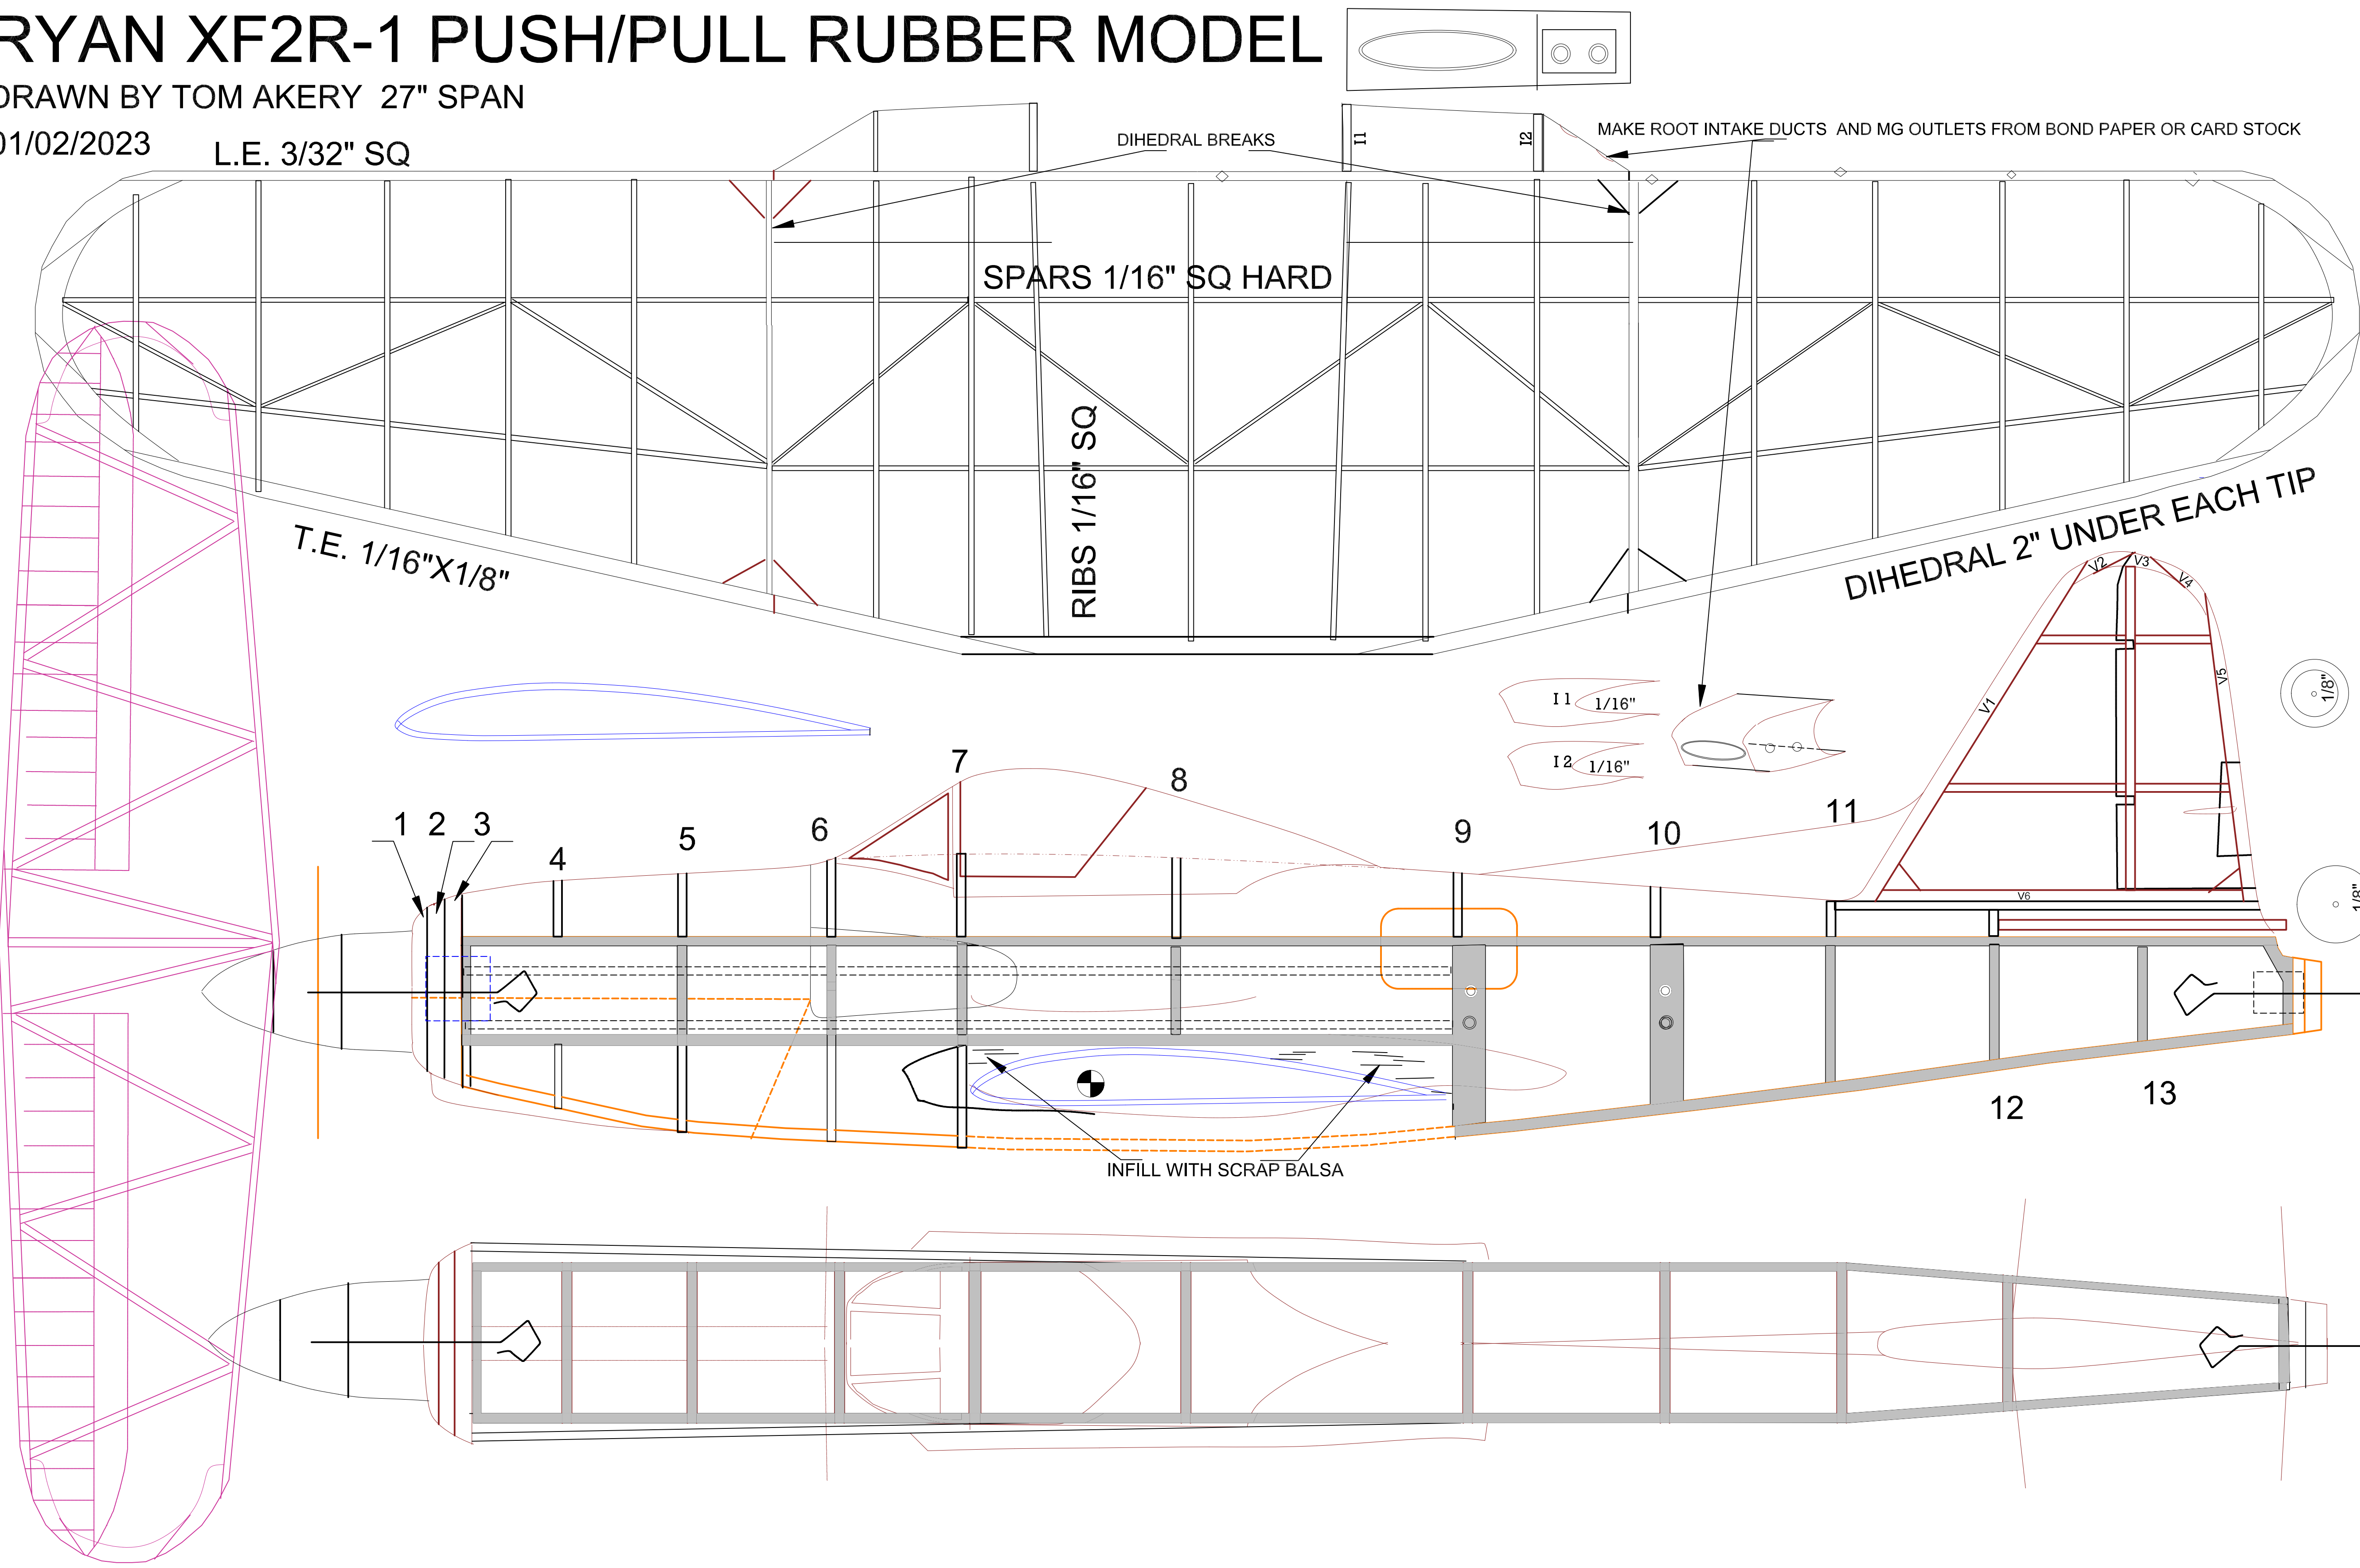 RYAN XF2R-1 PUSH/PULL RUBBER MODEL
DRAWN BY TOM AKERY 27" SPAN
01/02/2023
L.E. 3/32" SQ
DIHEDRAL BREAKS
I1
I2
MAKE ROOT INTAKE DUCTS AND MG OUTLETS FROM BOND PAPER OR CARD STOCK
SPARS 1/16" SQ HARD
RIBS 1/16" SQ
T.E. 1/16"X1/8"
DIHEDRAL 2" UNDER EACH TIP
V2
V3
V4
V1
V5
V6
1/8"
1/8"
I 1
1/16"
I 2
1/16"
1
2
3
4
5
6
7
8
9
10
11
12
13
INFILL WITH SCRAP BALSA